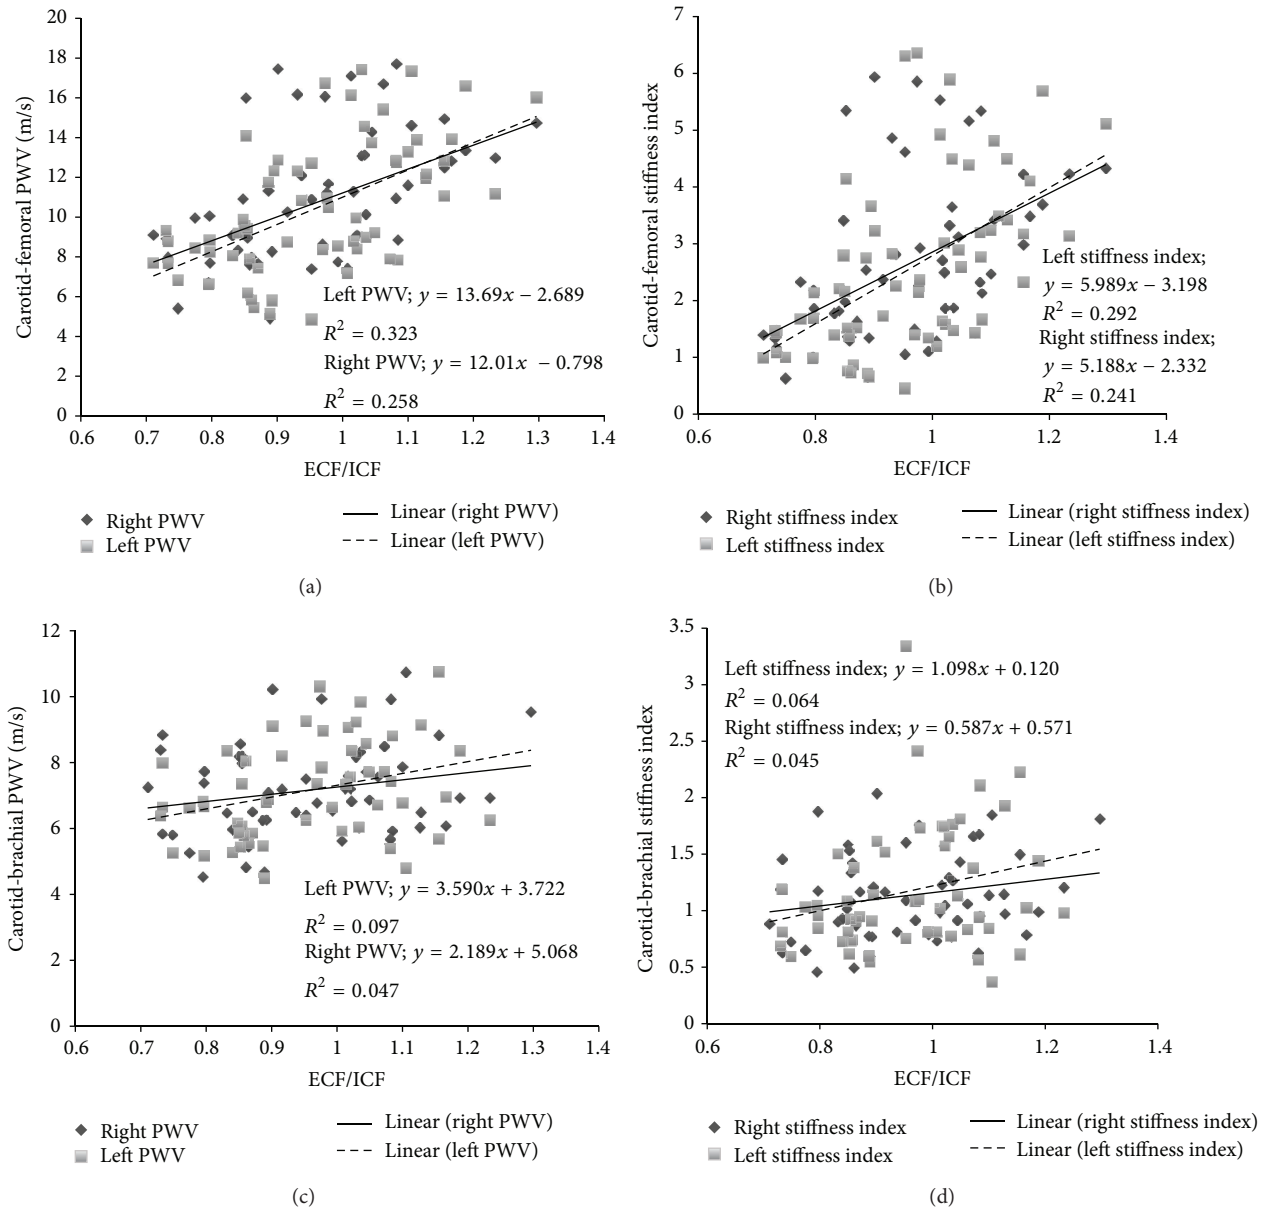 20
18
16
14
12
10
8
6
4
2
0
Carotid-femoral PWV (m/s)
Left PWV; y = 13.69x − 2.689
R² = 0.323
Right PWV; y = 12.01x − 0.798
R² = 0.258
0.6 0.7 0.8 0.9 1 1.1 1.2 1.3 1.4
ECF/ICF
Right PWV
Left PWV
Linear (right PWV)
Linear (left PWV)
(a)
7
6
5
4
3
2
1
0
Carotid-femoral stiffness index
Left stiffness index;
y = 5.989x − 3.198
R² = 0.292
Right stiffness index;
y = 5.188x − 2.332
R² = 0.241
0.6 0.8 1 1.2 1.4
ECF/ICF
Right stiffness index
Left stiffness index
Linear (right stiffness index)
Linear (left stiffness index)
(b)
12
10
8
6
4
2
0
Carotid-brachial PWV (m/s)
Left PWV; y = 3.590x + 3.722
R² = 0.097
Right PWV; y = 2.189x + 5.068
R² = 0.047
0.6 0.7 0.8 0.9 1 1.1 1.2 1.3 1.4
ECF/ICF
Right PWV
Left PWV
Linear (right PWV)
Linear (left PWV)
(c)
3.5
3
2.5
2
1.5
1
0.5
0
Carotid-brachial stiffness index
Left stiffness index; y = 1.098x + 0.120
R² = 0.064
Right stiffness index; y = 0.587x + 0.571
R² = 0.045
0.6 0.8 1 1.2 1.4
ECF/ICF
Right stiffness index
Left stiffness index
Linear (right stiffness index)
Linear (left stiffness index)
(d)